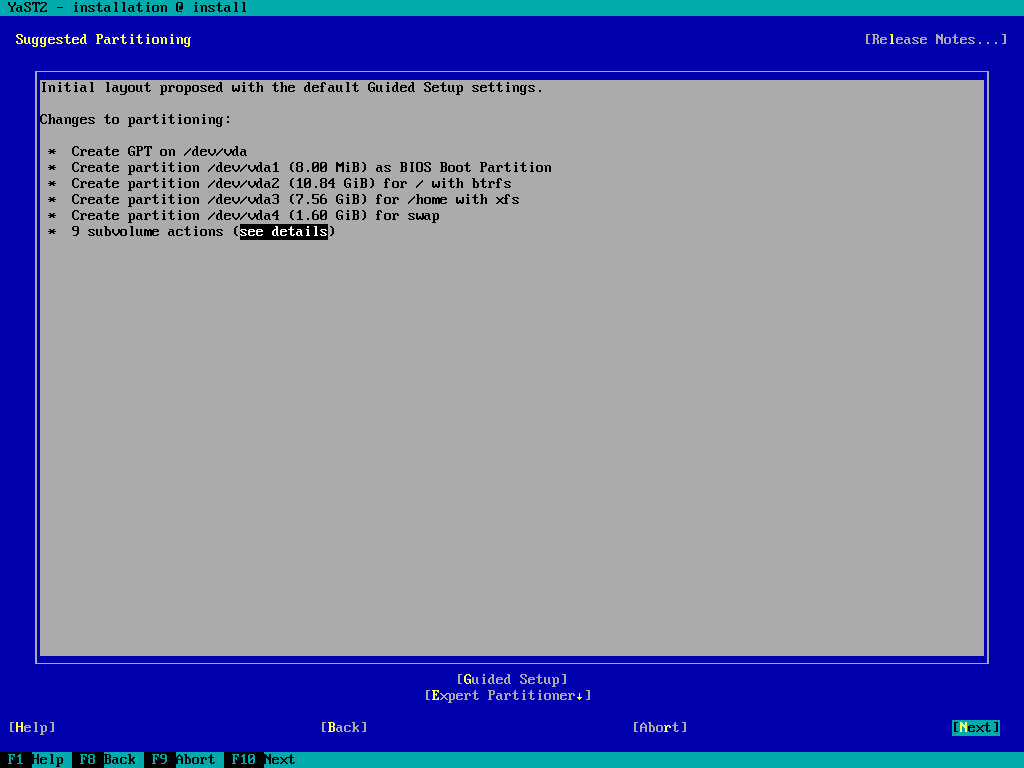 YaST2 - installation @ install
Suggested Partitioning [Release Notes...]
Initial layout proposed with the default Guided Setup settings.
Changes to partitioning:
* Create GPT on /dev/vda
* Create partition /dev/vda1 (8.00 MiB) as BIOS Boot Partition
* Create partition /dev/vda2 (10.84 GiB) for / with btrfs
* Create partition /dev/vda3 (7.56 GiB) for /home with xfs
* Create partition /dev/vda4 (1.60 GiB) for swap
* 9 subvolume actions (see details)
[Guided Setup]
[Expert Partitioner↓]
[Help] [Back] [Abort] [Next]
F1 Help F8 Back F9 Abort F10 Next